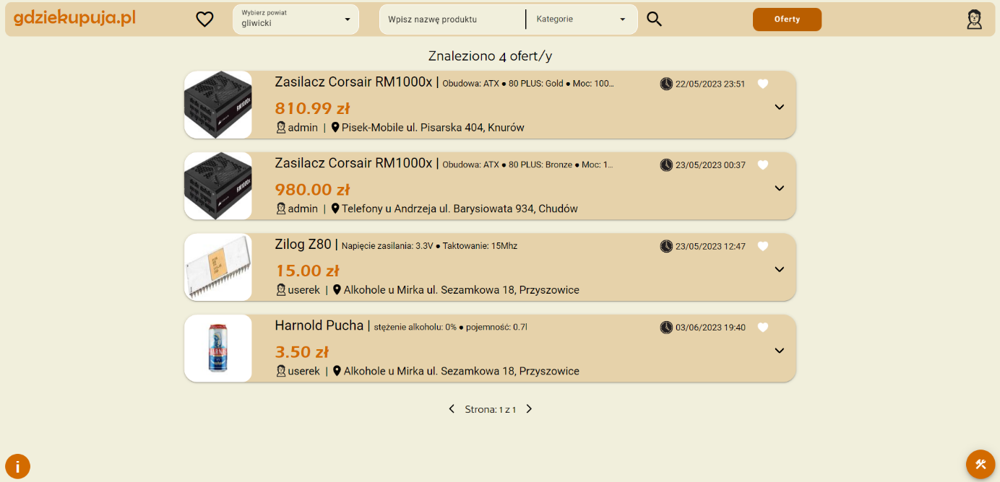 gdziekupuja.pl
Wybierz powiat
gliwicki
Wpisz nazwę produktu
Kategorie
Oferty
Znaleziono 4 ofert/y
Zasilacz Corsair RM1000x | Obudowa: ATX ● 80 PLUS: Gold ● Moc: 100...
22/05/2023 23:51
810.99 zł
admin | Pisek-Mobile ul. Pisarska 404, Knurów
Zasilacz Corsair RM1000x | Obudowa: ATX ● 80 PLUS: Bronze ● Moc: 1...
23/05/2023 00:37
980.00 zł
admin | Telefony u Andrzeja ul. Barysiowata 934, Chudów
Zilog Z80 | Napięcie zasilania: 3.3V ● Taktowanie: 15Mhz
23/05/2023 12:47
15.00 zł
userek | Alkohole u Mirka ul. Sezamkowa 18, Przyszowice
Harnold Pucha | stężenie alkoholu: 0% ● pojemność: 0.7l
03/06/2023 19:40
3.50 zł
userek | Alkohole u Mirka ul. Sezamkowa 18, Przyszowice
Strona: 1 z 1
i